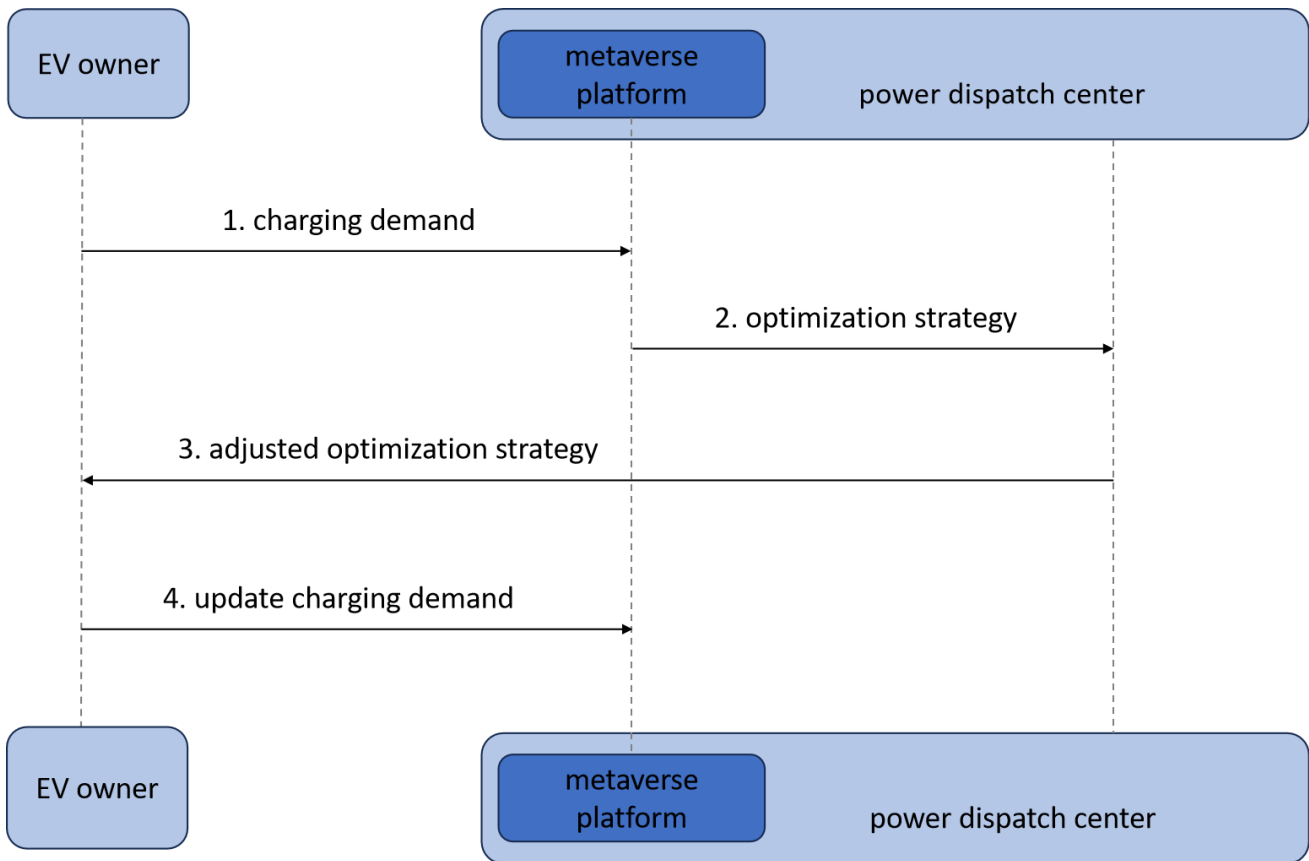 EV owner
metaverse
platform
power dispatch center
1. charging demand
2. optimization strategy
3. adjusted optimization strategy
4. update charging demand
EV owner
metaverse
platform
power dispatch center